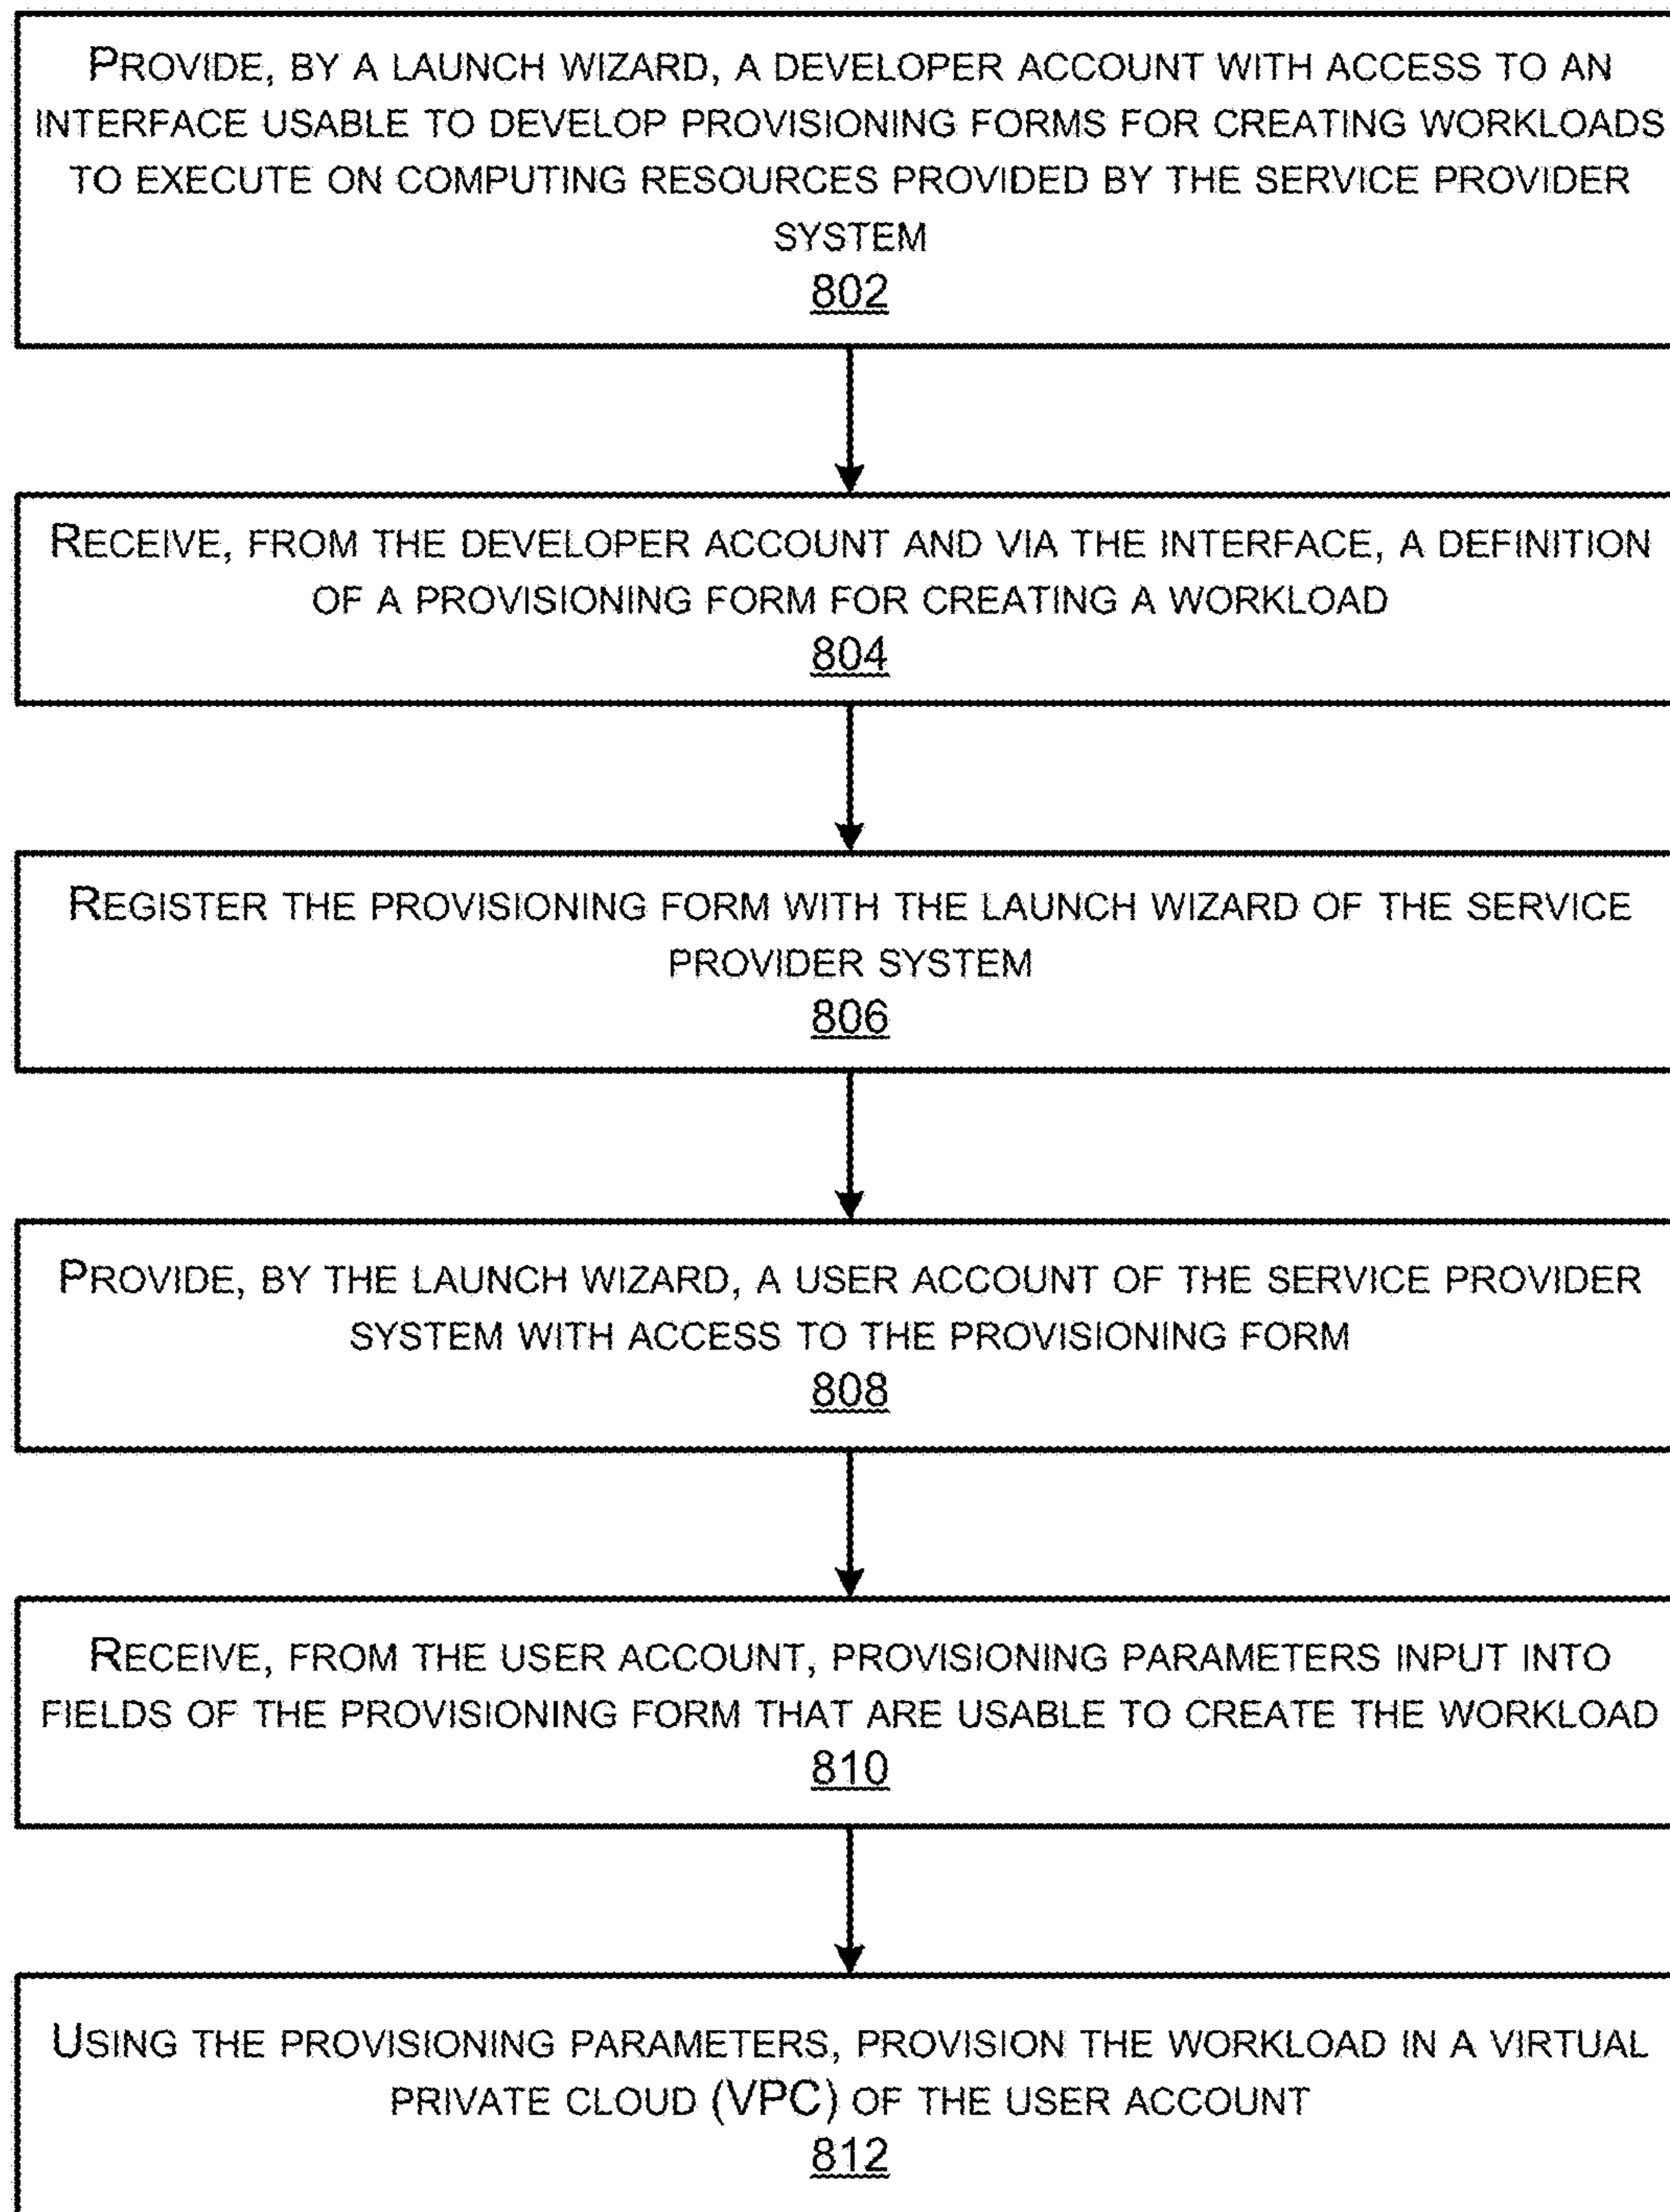 PROVIDE, BY A LAUNCH WIZARD, A DEVELOPER ACCOUNT WITH ACCESS TO AN
INTERFACE USABLE TO DEVELOP PROVISIONING FORMS FOR CREATING WORKLOADS
TO EXECUTE ON COMPUTING RESOURCES PROVIDED BY THE SERVICE PROVIDER
SYSTEM
802
RECEIVE, FROM THE DEVELOPER ACCOUNT AND VIA THE INTERFACE, A DEFINITION
OF A PROVISIONING FORM FOR CREATING A WORKLOAD
804
REGISTER THE PROVISIONING FORM WITH THE LAUNCH WIZARD OF THE SERVICE
PROVIDER SYSTEM
806
PROVIDE, BY THE LAUNCH WIZARD, A USER ACCOUNT OF THE SERVICE PROVIDER
SYSTEM WITH ACCESS TO THE PROVISIONING FORM
808
RECEIVE, FROM THE USER ACCOUNT, PROVISIONING PARAMETERS INPUT INTO
FIELDS OF THE PROVISIONING FORM THAT ARE USABLE TO CREATE THE WORKLOAD
810
USING THE PROVISIONING PARAMETERS, PROVISION THE WORKLOAD IN A VIRTUAL
PRIVATE CLOUD (VPC) OF THE USER ACCOUNT
812